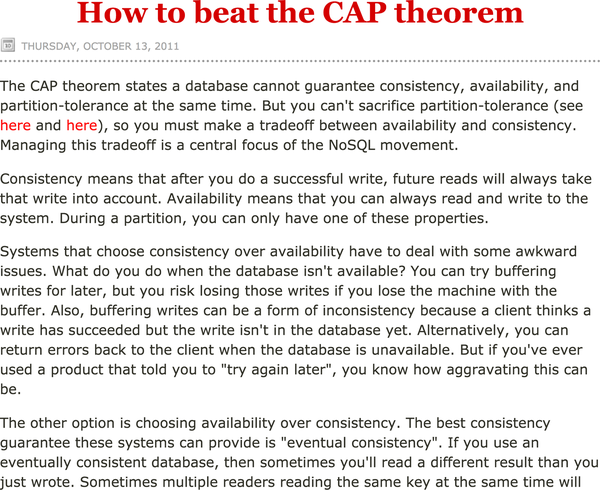 How to beat the CAP theorem
THURSDAY, OCTOBER 13, 2011
The CAP theorem states a database cannot guarantee consistency, availability, and
partition-tolerance at the same time. But you can't sacrifice partition-tolerance (see
here and here), so you must make a tradeoff between availability and consistency.
Managing this tradeoff is a central focus of the NoSQL movement.
Consistency means that after you do a successful write, future reads will always take
that write into account. Availability means that you can always read and write to the
system. During a partition, you can only have one of these properties.
Systems that choose consistency over availability have to deal with some awkward
issues. What do you do when the database isn't available? You can try buffering
writes for later, but you risk losing those writes if you lose the machine with the
buffer. Also, buffering writes can be a form of inconsistency because a client thinks a
write has succeeded but the write isn't in the database yet. Alternatively, you can
return errors back to the client when the database is unavailable. But if you've ever
used a product that told you to "try again later", you know how aggravating this can
be.
The other option is choosing availability over consistency. The best consistency
guarantee these systems can provide is "eventual consistency". If you use an
eventually consistent database, then sometimes you'll read a different result than you
just wrote. Sometimes multiple readers reading the same key at the same time will